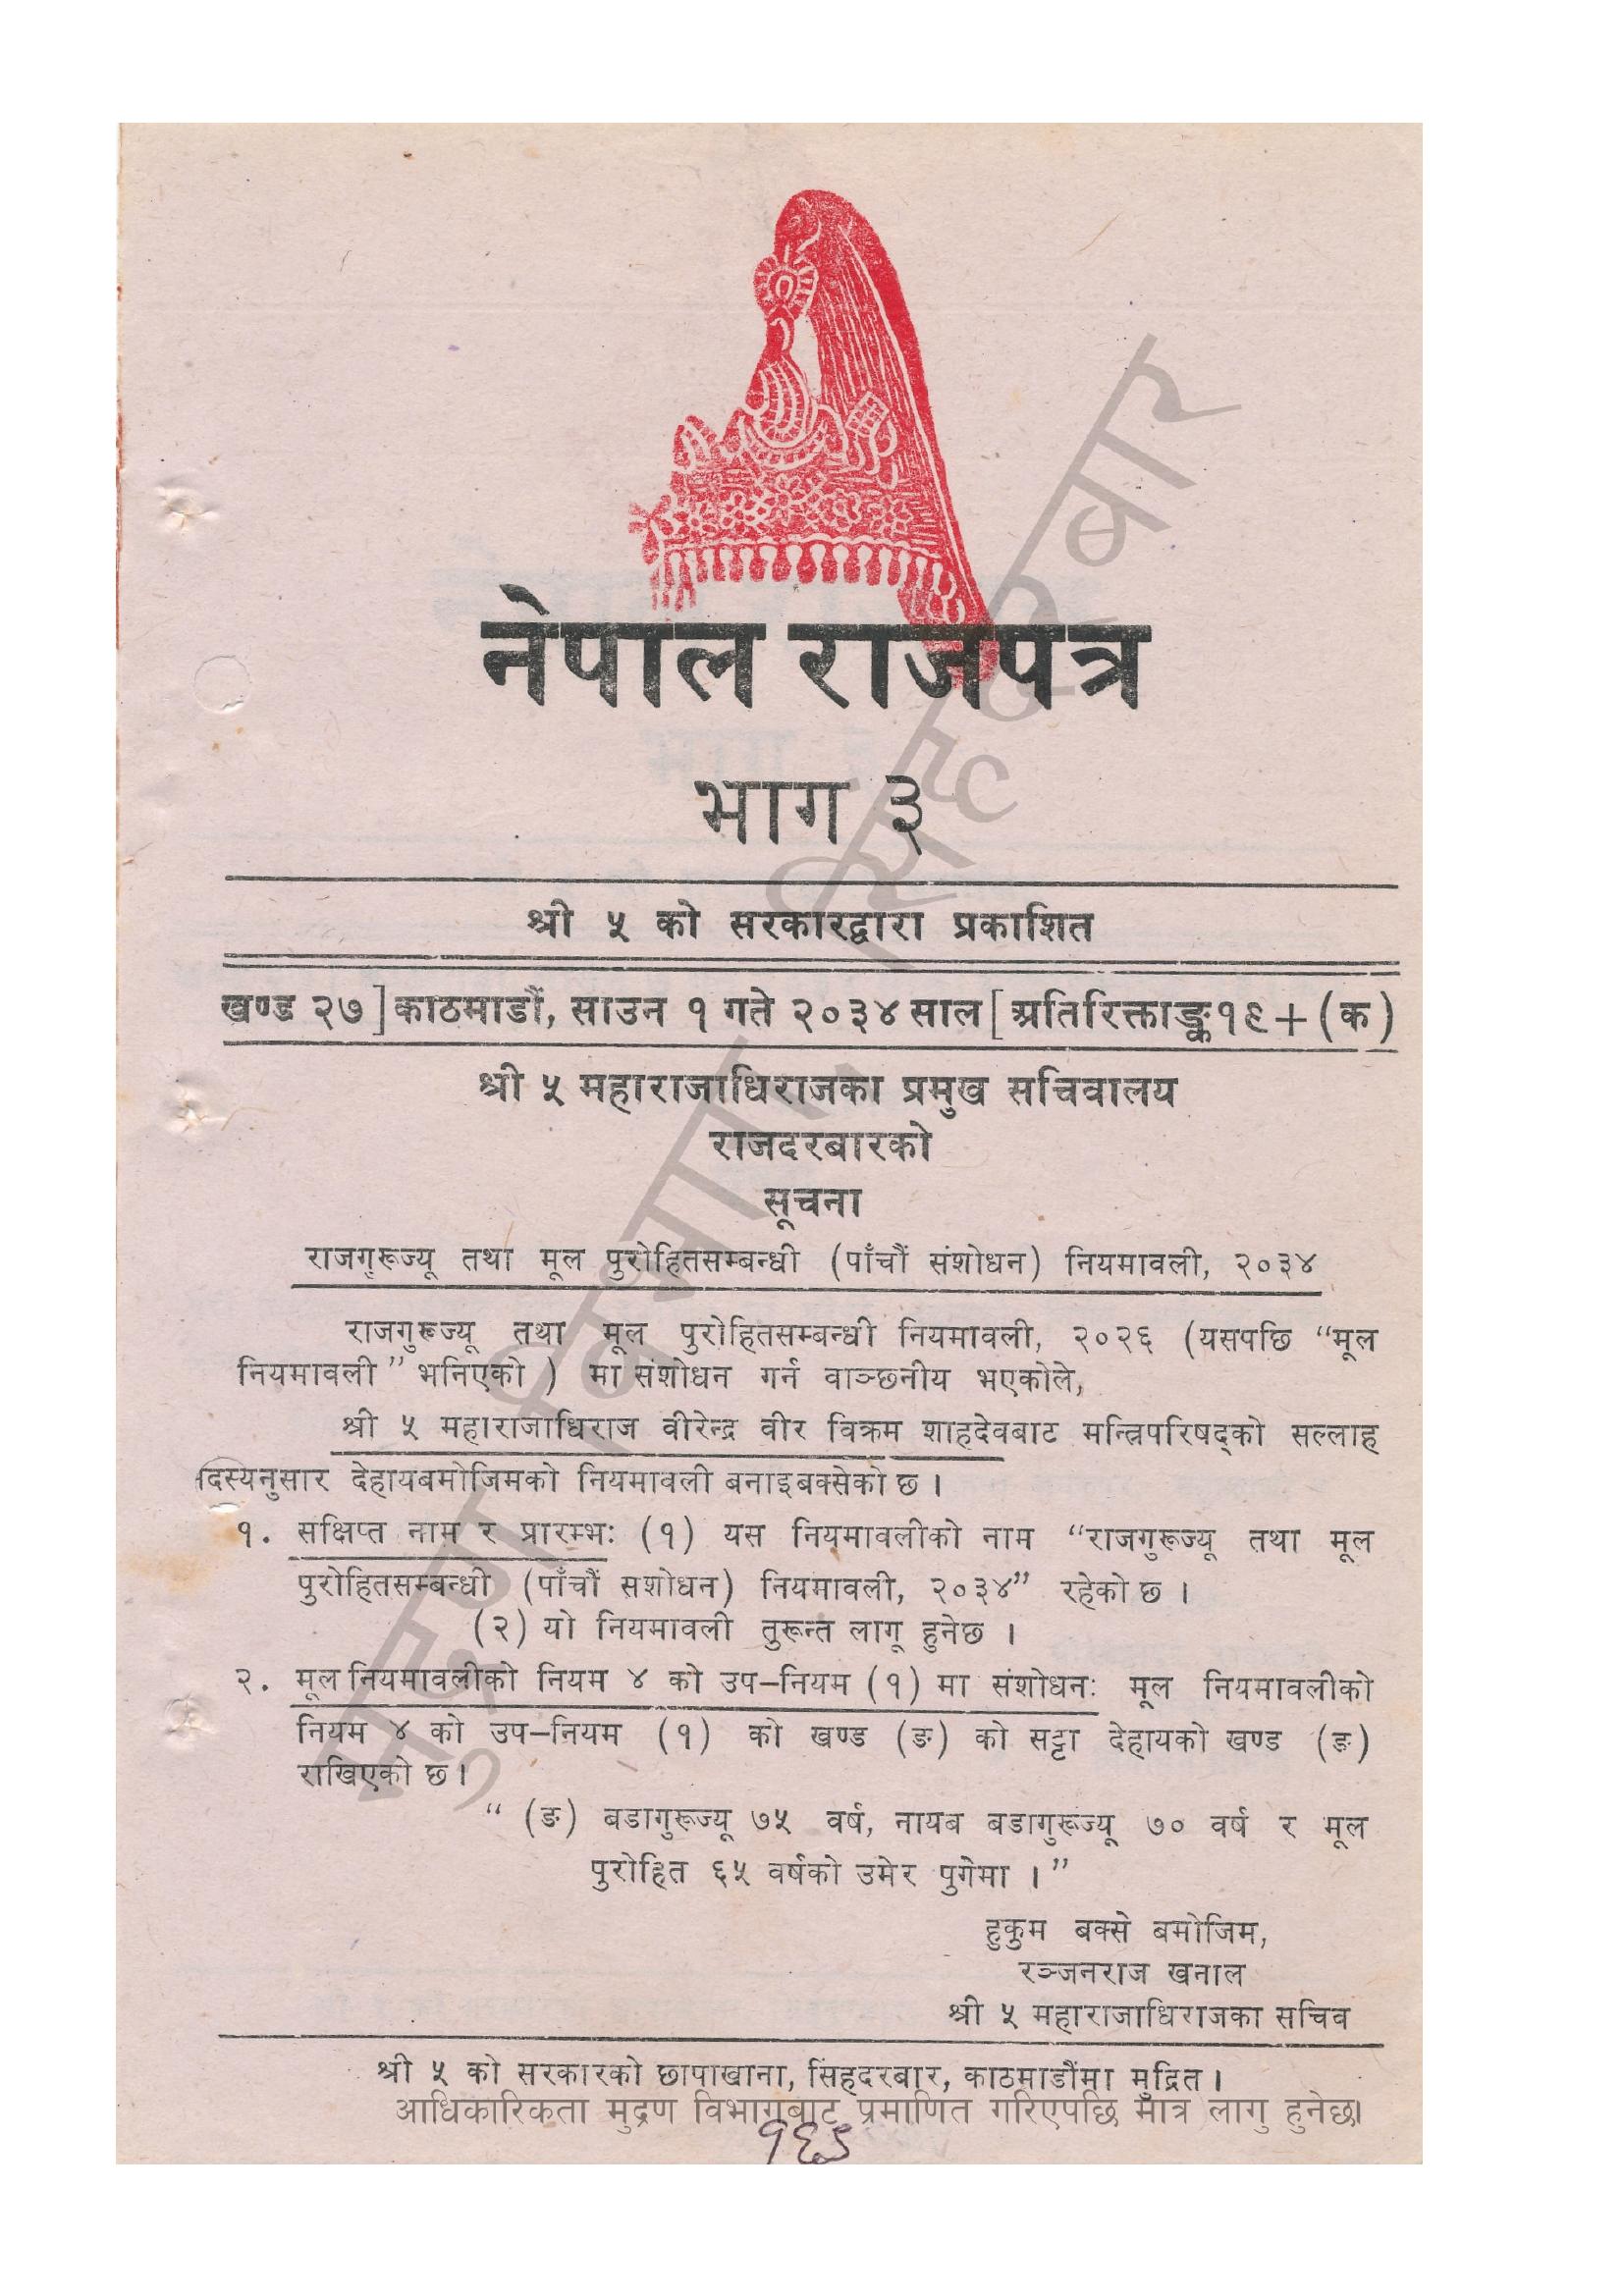 नेपाल राजपत्र
भाग ३
श्री ५ को सरकारद्वारा प्रकाशित
खण्ड २७] काठमाडौं, साउन १ गते २०३४ साल [ अतिरिक्ताङ्क१९+(क)
श्री ५ महाराजाधिराजका प्रमुख सचिवालय
राजदरबारको
सूचना
राजगुरूज्यू तथा मूल पुरोहितसम्बन्धी (पाँचौं संशोधन) नियमावली, २०३४
राजगुरूज्यू तथा मूल पुरोहितसम्बन्धी नियमावली, २०२६ (यसपछि “मूल
नियमावली” भनिएको ) मा संशोधन गर्न वाञ्छनीय भएकोले,
श्री ५ महाराजाधिराज वीरेन्द्र वीर विक्रम शाहदेवबाट मन्त्रिपरिषद्को सल्लाह
दिस्यनुसार देहायबमोजिमको नियमावली बनाइबक्सेको छ ।
१. सक्षिप्त नाम र प्रारम्भः (१) यस नियमावलीको नाम “राजगुरूज्यू तथा मूल
पुरोहितसम्बन्धी (पाँचौं सशोधन) नियमावली, २०३४” रहेको छ ।
(२) यो नियमावली तुरून्त लागू हुनेछ ।
२. मूल नियमावलीको नियम ४ को उप-नियम (१) मा संशोधनः मूल नियमावलीको
नियम ४ को उप-नियम (१) को खण्ड (ङ) को सट्टा देहायको खण्ड (ङ)
राखिएको छ।
“ (ङ) बडागुरूज्यू ७५ वर्ष, नायब बडागुरूज्यू ७० वर्ष र मूल
पुरोहित ६५ वर्षको उमेर पुगेमा ।”
हुकुम बक्से बमोजिम,
रञ्जनराज खनाल
श्री ५ महाराजाधिराजका सचिव
श्री ५ को सरकारको छापाखाना, सिंहदरबार, काठमाडौंमा मुद्रित ।
आधिकारिकता मुद्रण विभागबाट प्रमाणित गरिएपछि मात्र लागु हुनेछ।
१६९
मुद्रण विभाग, सिंहदरबार